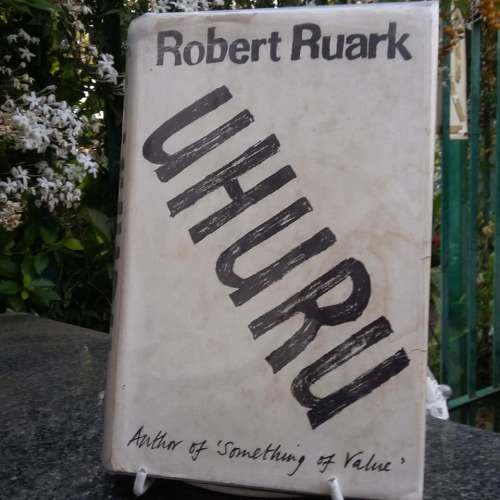 Robert Ruark
UHURU
Author of 'Something of Value'